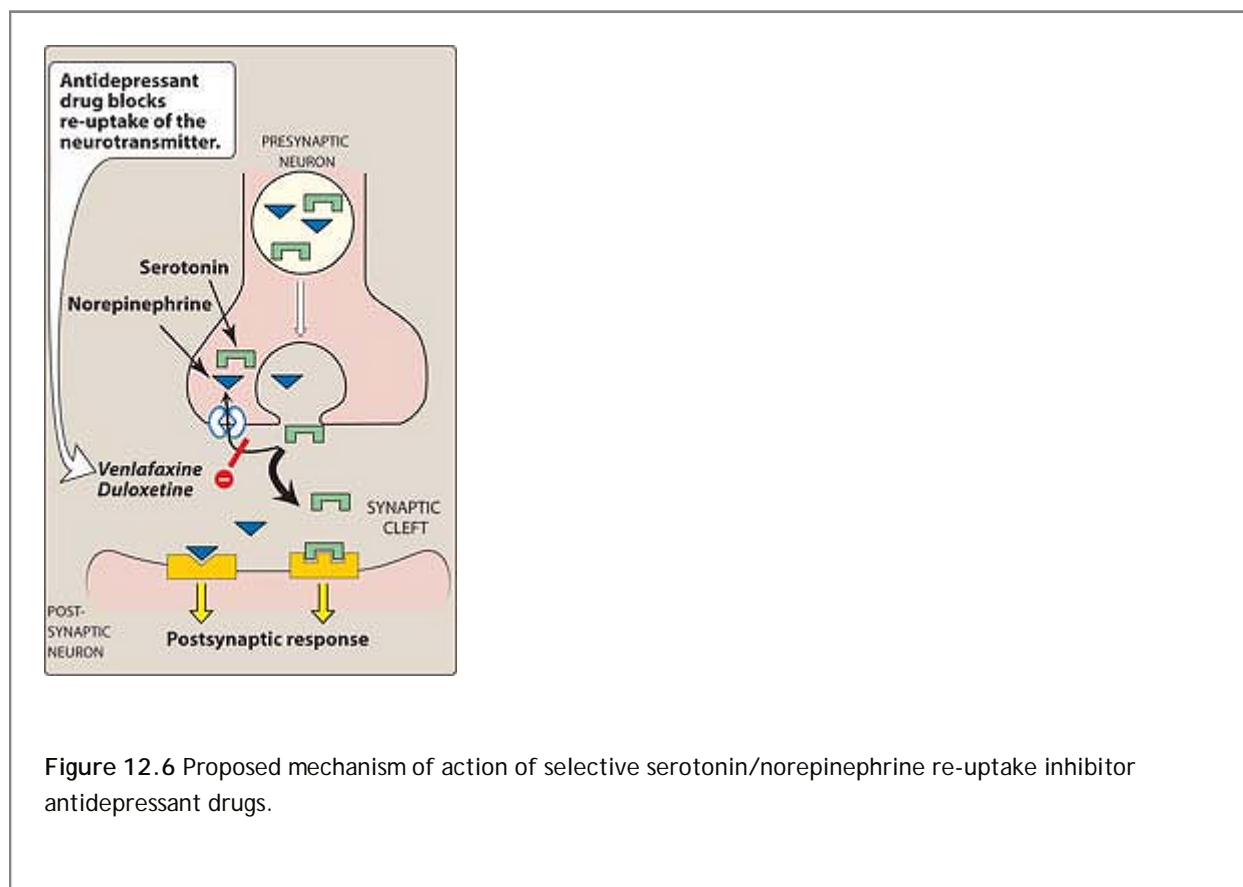 Antidepressant
drug blocks
re-uptake of the
neurotransmitter.
PRESYNAPTIC
NEURON
Serotonin
Norepinephrine
Venlafaxine
Duloxetine
SYNAPTIC
CLEFT
POST-
SYNAPTIC
NEURON
Postsynaptic response
Figure 12.6 Proposed mechanism of action of selective serotonin/norepinephrine re-uptake inhibitor
antidepressant drugs.